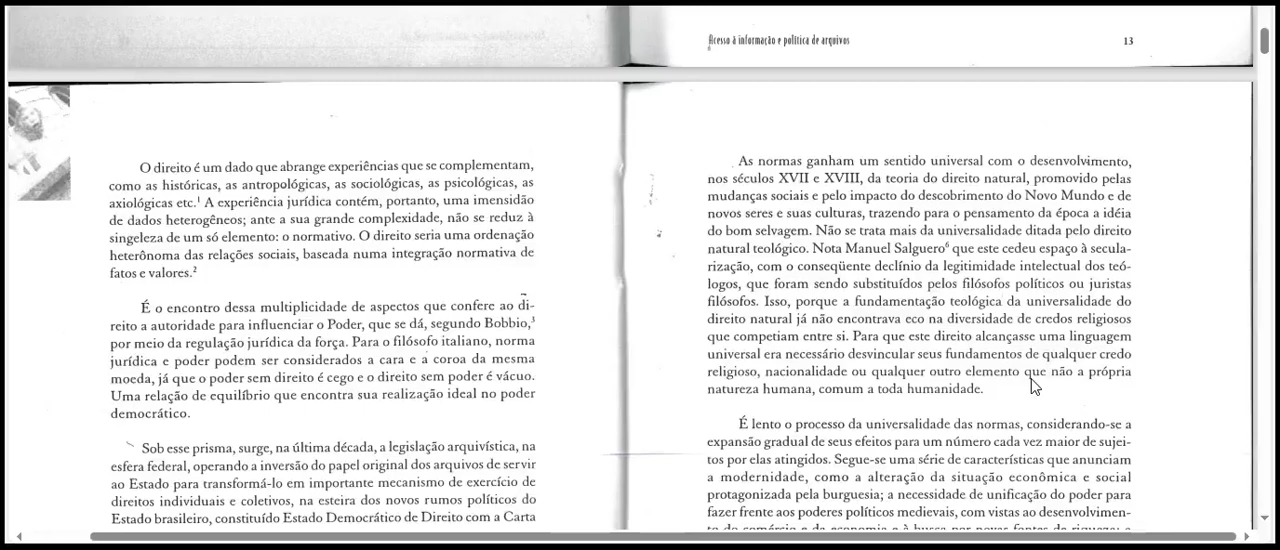 Acesso à informação e política de arquivos 13
O direito é um dado que abrange experiências que se complementam,
como as históricas, as antropológicas, as sociológicas, as psicológicas, as
axiológicas etc.¹ A experiência jurídica contém, portanto, uma imensidão
de dados heterogêneos; ante a sua grande complexidade, não se reduz à
singeleza de um só elemento: o normativo. O direito seria uma ordenação
heterônoma das relações sociais, baseada numa integração normativa de
fatos e valores.²
É o encontro dessa multiplicidade de aspectos que confere ao di-
reito a autoridade para influenciar o Poder, que se dá, segundo Bobbio,³
por meio da regulação jurídica da força. Para o filósofo italiano, norma
jurídica e poder podem ser considerados a cara e a coroa da mesma
moeda, já que o poder sem direito é cego e o direito sem poder é vácuo.
Uma relação de equilíbrio que encontra sua realização ideal no poder
democrático.
Sob esse prisma, surge, na última década, a legislação arquivística, na
esfera federal, operando a inversão do papel original dos arquivos de servir
ao Estado para transformá-lo em importante mecanismo de exercício de
direitos individuais e coletivos, na esteira dos novos rumos políticos do
Estado brasileiro, constituído Estado Democrático de Direito com a Carta
As normas ganham um sentido universal com o desenvolvimento,
nos séculos XVII e XVIII, da teoria do direito natural, promovido pelas
mudanças sociais e pelo impacto do descobrimento do Novo Mundo e de
novos seres e suas culturas, trazendo para o pensamento da época a idéia
do bom selvagem. Não se trata mais da universalidade ditada pelo direito
natural teológico. Nota Manuel Salguero⁶ que este cedeu espaço à secula-
rização, com o conseqüente declínio da legitimidade intelectual dos teó-
logos, que foram sendo substituídos pelos filósofos políticos ou juristas
filósofos. Isso, porque a fundamentação teológica da universalidade do
direito natural já não encontrava eco na diversidade de credos religiosos
que competiam entre si. Para que este direito alcançasse uma linguagem
universal era necessário desvincular seus fundamentos de qualquer credo
religioso, nacionalidade ou qualquer outro elemento que não a própria
natureza humana, comum a toda humanidade.
É lento o processo da universalidade das normas, considerando-se a
expansão gradual de seus efeitos para um número cada vez maior de sujei-
tos por elas atingidos. Segue-se uma série de características que anunciam
a modernidade, como a alteração da situação econômica e social
protagonizada pela burguesia; a necessidade de unificação do poder para
fazer frente aos poderes políticos medievais, com vistas ao desenvolvimen-
to do comércio e da economia e à busca por novas fontes de riqueza; a